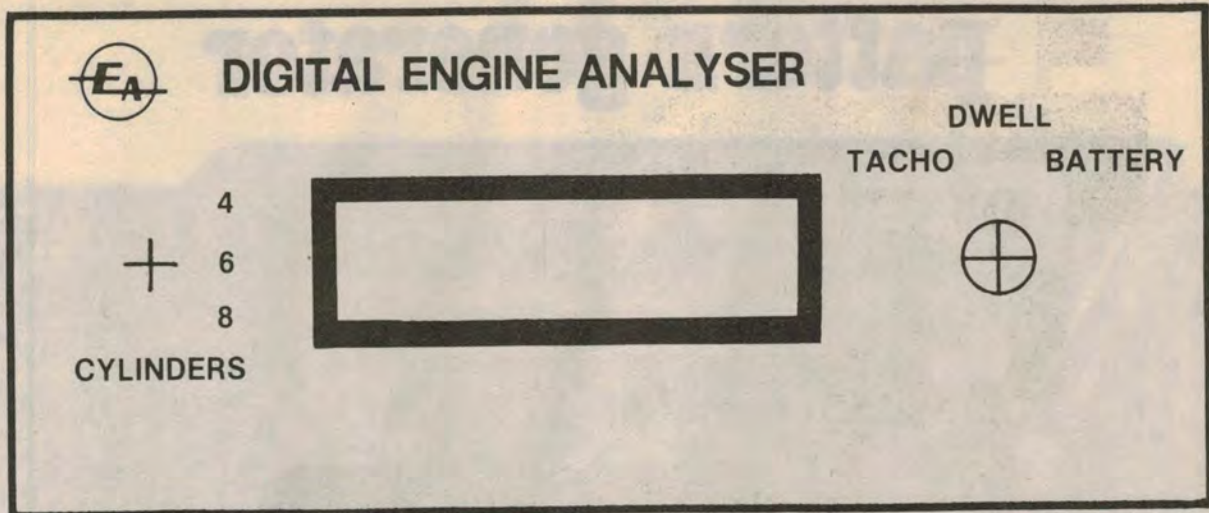 EA DIGITAL ENGINE ANALYSER
DWELL
TACHO BATTERY
4
6
8
CYLINDERS